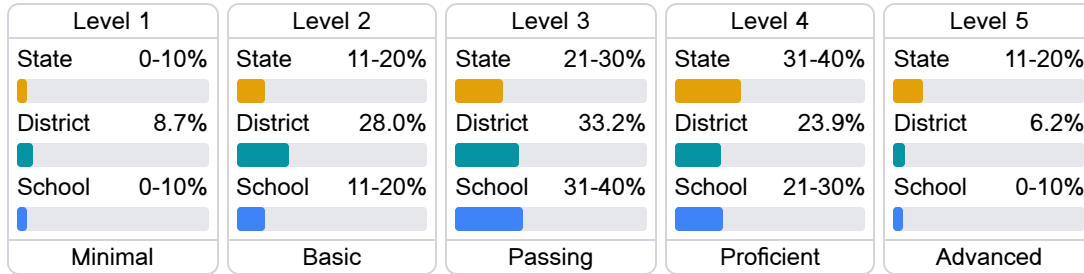 Level 1
State 0-10%
District 8.7%
School 0-10%
Minimal
Level 2
State 11-20%
District 28.0%
School 11-20%
Basic
Level 3
State 21-30%
District 33.2%
School 31-40%
Passing
Level 4
State 31-40%
District 23.9%
School 21-30%
Proficient
Level 5
State 11-20%
District 6.2%
School 0-10%
Advanced